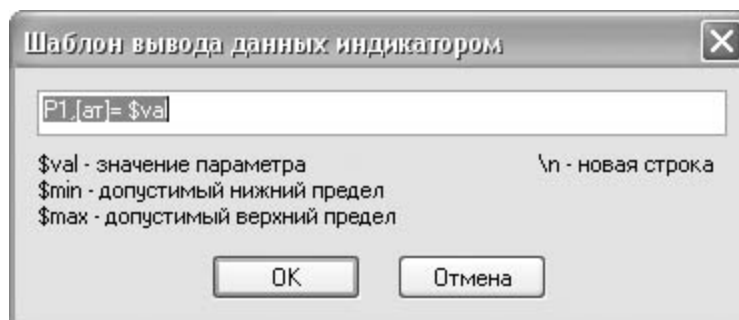 Шаблон вывода данных индикатором
P1,[ат]= $val
$val - значение параметра \n - новая строка
$min - допустимый нижний предел
$max - допустимый верхний предел
OK Отмена